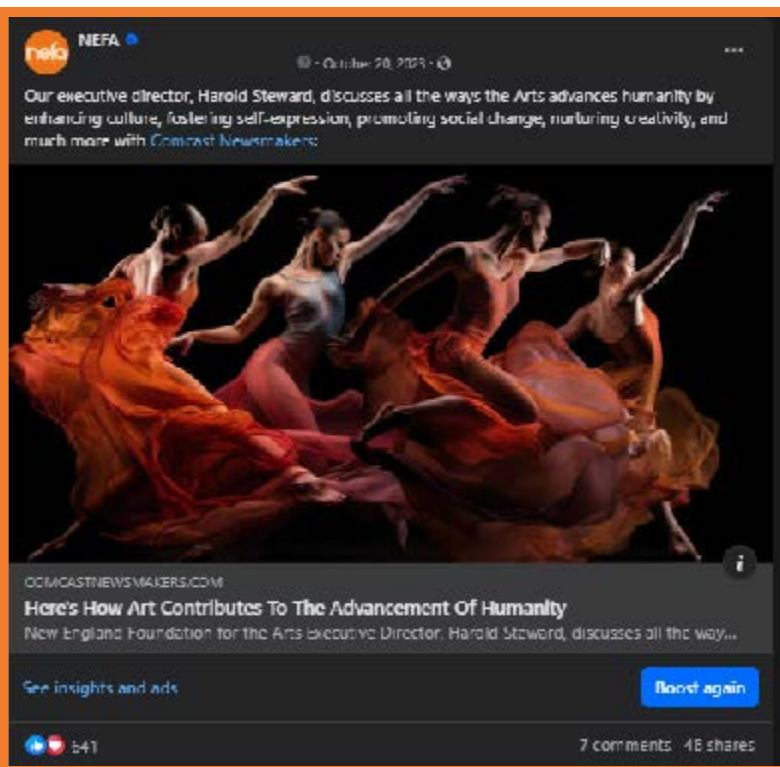 nefa
NEFA
October 20, 2023
Our executive director, Harold Steward, discusses all the ways the Arts advances humanity by
enhancing culture, fostering self-expression, promoting social change, nurturing creativity, and
much more with Comcast Newsmakers:
COMCASTNEWSMAKERS.COM
Here's How Art Contributes To The Advancement Of Humanity
New England Foundation for the Arts Executive Director, Harold Steward, discusses all the way...
See insights and ads
Boost again
7 comments shares